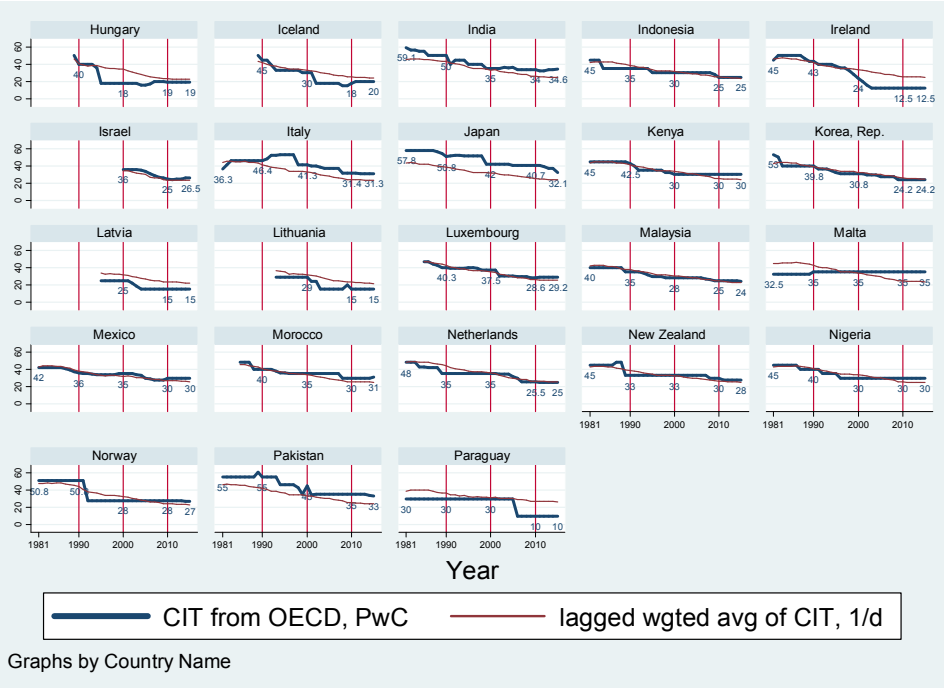 Hungary Iceland India Indonesia Ireland
60
40
20
0
40 18 19 19
45 30 18 20
59.1 50 35 34 34.6
45 35 30 25 25
45 43 24 12.5 12.5
Israel Italy Japan Kenya Korea, Rep.
60
40
20
0
36 25 26.5
36.3 46.4 41.3 31.4 31.3
57.8 50.8 42 40.7 32.1
45 42.5 30 30 30
53 39.8 30.8 24.2 24.2
Latvia Lithuania Luxembourg Malaysia Malta
60
40
20
0
25 15 15
29 15 15
40.3 37.5 28.6 29.2
40 35 28 25 24
32.5 35 35 35 35
Mexico Morocco Netherlands New Zealand Nigeria
60
40
20
0
42 36 35 30 30
40 35 30 31
48 35 35 25.5 25
45 33 33 30 28
45 40 30 30 30
1981 1990 2000 2010
1981 1990 2000 2010
Norway Pakistan Paraguay
60
40
20
0
50.8 28 28 27
55 55 35 33
30 30 30 10 10
1981 1990 2000 2010
1981 1990 2000 2010
1981 1990 2000 2010
Year
CIT from OECD, PwC lagged wgted avg of CIT, 1/d
Graphs by Country Name